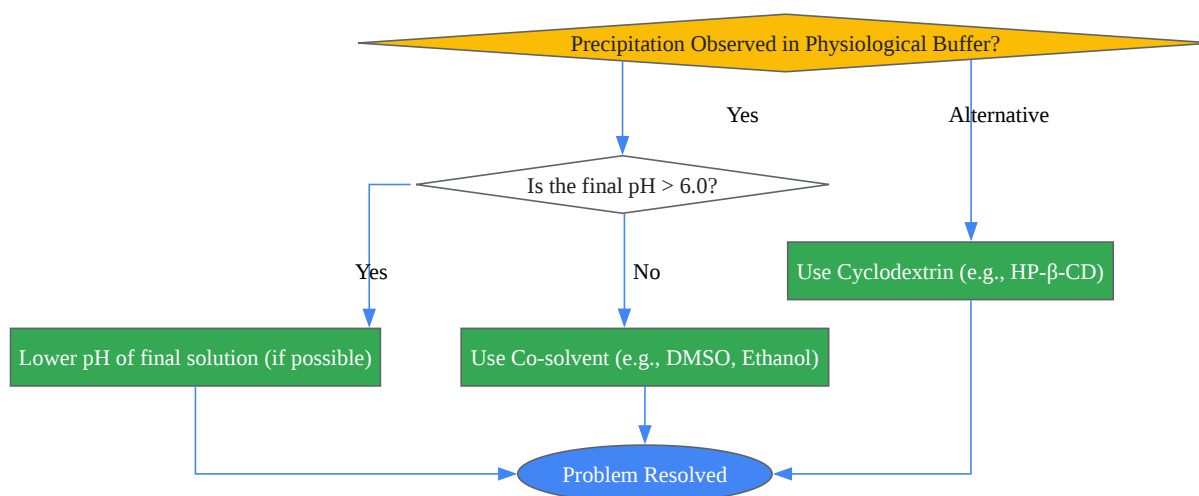 Precipitation Observed in Physiological Buffer?
Yes
Alternative
Is the final pH > 6.0?
Yes
No
Use Cyclodextrin (e.g., HP-β-CD)
Lower pH of final solution (if possible)
Use Co-solvent (e.g., DMSO, Ethanol)
Problem Resolved